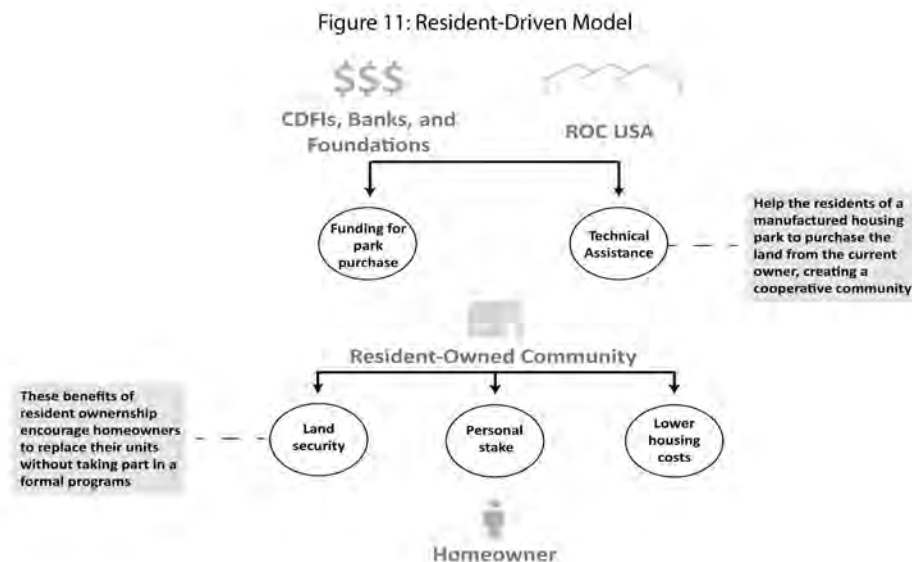 Figure 11: Resident-Driven Model
$$$
CDFIs, Banks, and
Foundations
ROC USA
Funding for
park
purchase
Technical
Assistance
Help the residents of a
manufactured housing
park to purchase the
land from the current
owner, creating a
cooperative community
Resident-Owned Community
These benefits of
resident ownership
encourage homeowners
to replace their units
without taking part in a
formal programs
Land
security
Personal
stake
Lower
housing
costs
Homeowner